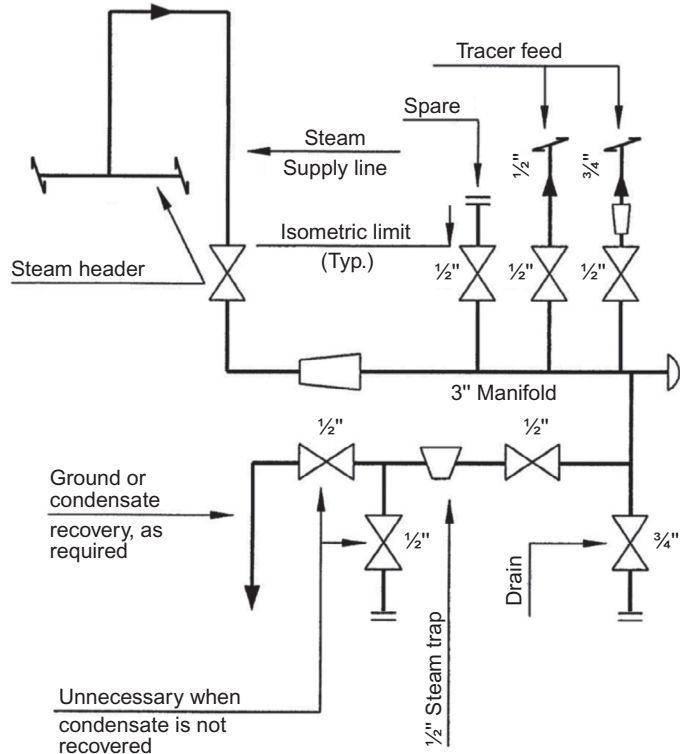 Tracer feed
Spare
Steam
Supply line
½"
¾"
Isometric limit
(Typ.)
Steam header
½"
½"
½"
3" Manifold
½"
½"
Ground or
condensate
recovery, as
required
½"
¾"
Drain
½" Steam trap
Unnecessary when
condensate is not
recovered